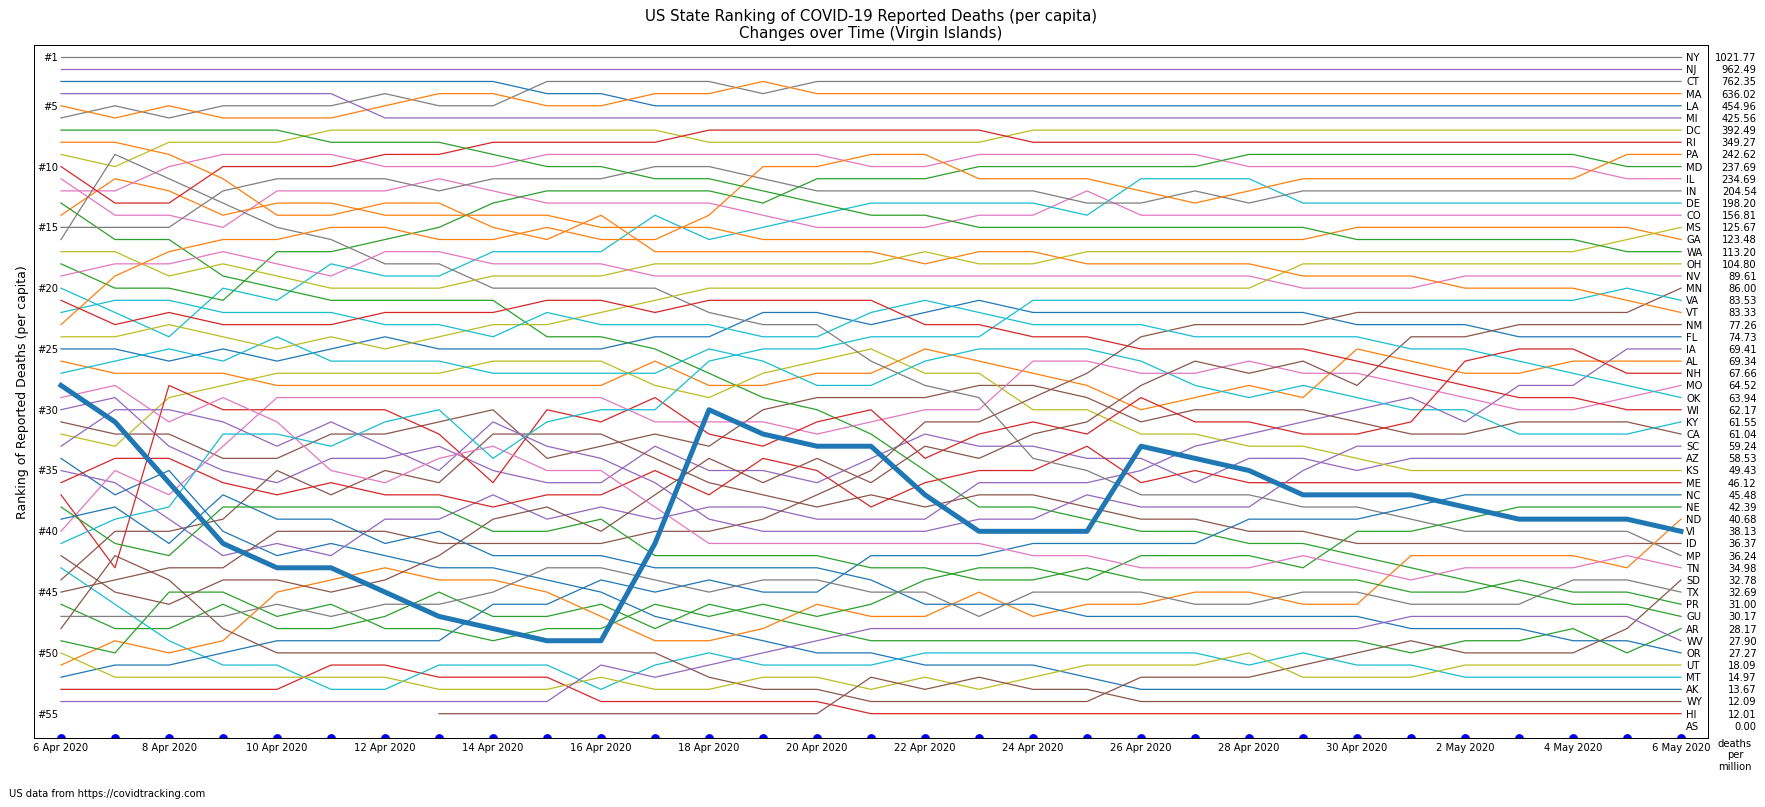 US State Ranking of COVID-19 Reported Deaths (per capita)
Changes over Time (Virgin Islands)
Ranking of Reported Deaths (per capita)
#1
#5
#10
#15
#20
#25
#30
#35
#40
#45
#50
#55
NY 1021.77
NJ 962.49
CT 762.35
MA 636.02
LA 454.96
MI 425.56
DC 392.49
RI 349.27
PA 242.62
MD 237.69
IL 234.69
IN 204.54
DE 198.20
CO 156.81
MS 125.67
GA 123.48
WA 113.20
OH 104.80
NV 89.61
MN 86.00
VA 83.53
VT 83.33
NM 77.26
FL 74.73
IA 69.41
AL 69.34
NH 67.66
MO 64.52
OK 63.94
WI 62.17
KY 61.55
CA 61.04
SC 59.24
AZ 58.53
KS 49.43
ME 46.12
NC 45.48
NE 42.39
ND 40.68
VI 38.13
ID 36.37
MP 36.24
TN 34.98
SD 32.78
TX 32.69
PR 31.00
GU 30.17
AR 28.17
WV 27.90
OR 27.27
UT 18.09
MT 14.97
AK 13.67
WY 12.09
HI 12.01
AS 0.00
6 Apr 2020 8 Apr 2020 10 Apr 2020 12 Apr 2020 14 Apr 2020 16 Apr 2020 18 Apr 2020 20 Apr 2020 22 Apr 2020 24 Apr 2020 26 Apr 2020 28 Apr 2020 30 Apr 2020 2 May 2020 4 May 2020 6 May 2020
deaths
per
million
US data from https://covidtracking.com